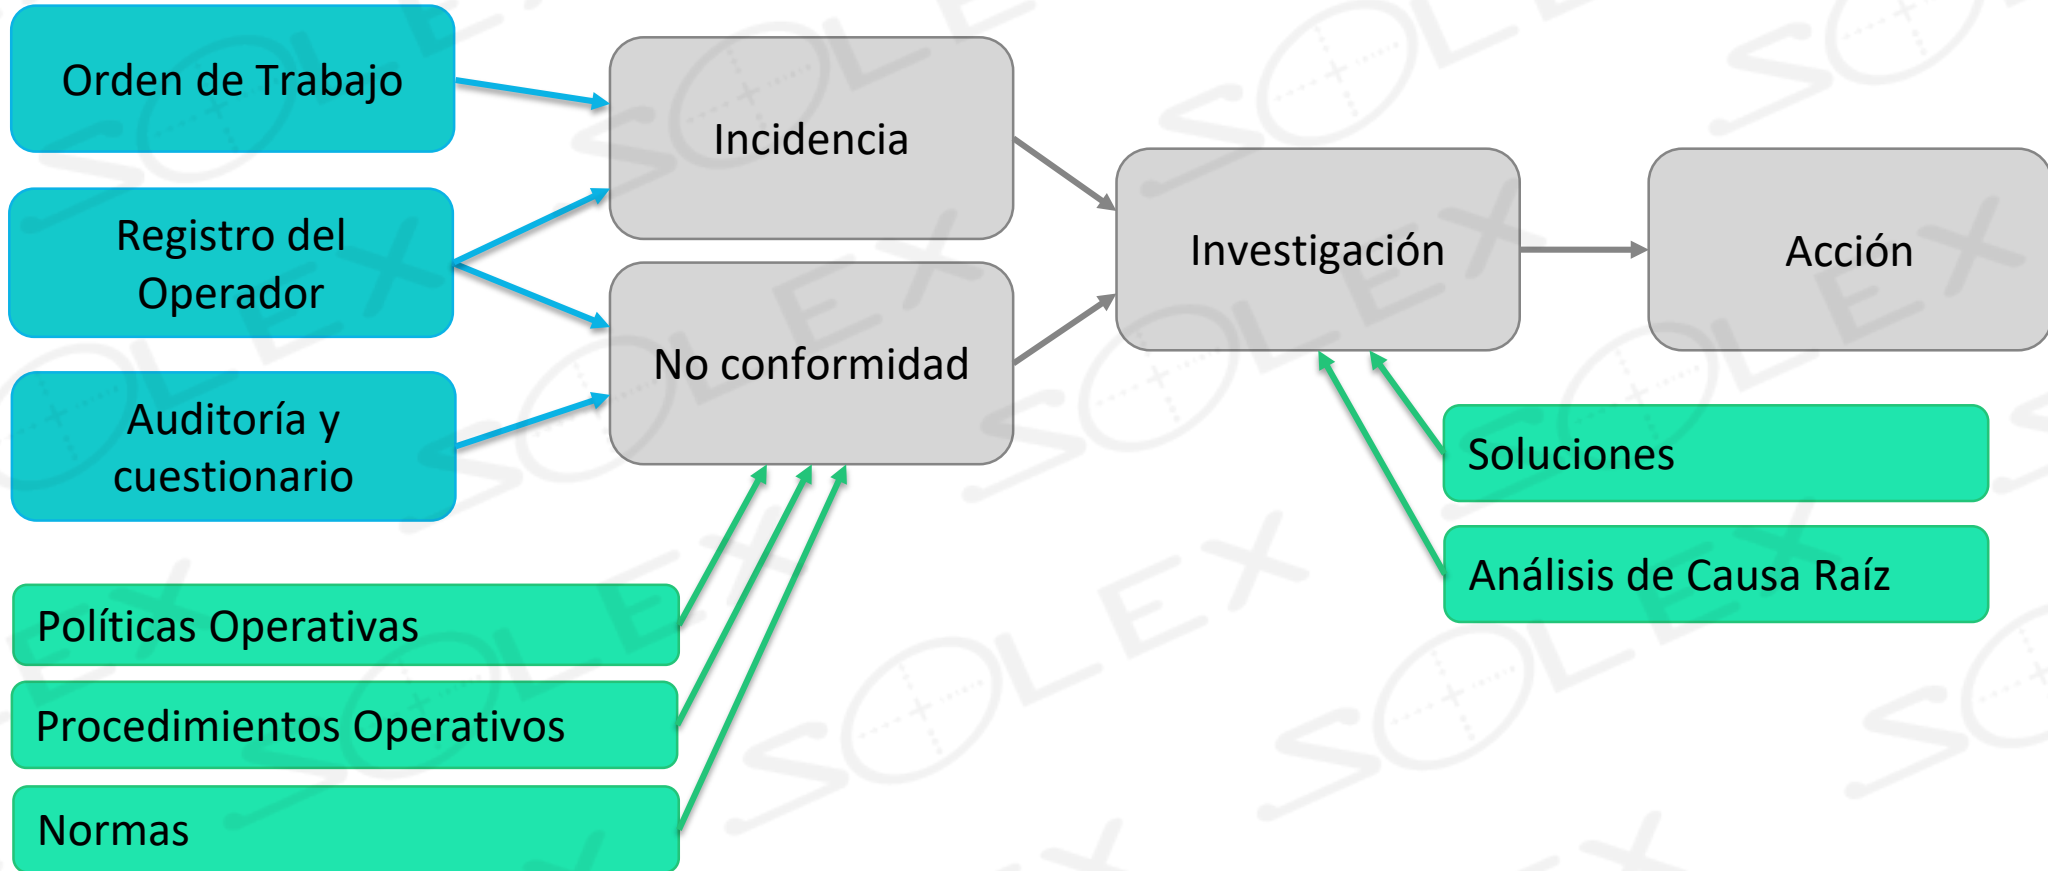 Orden de Trabajo
Registro del
Operador
Auditoría y
cuestionario
Incidencia
No conformidad
Investigación
Acción
Soluciones
Análisis de Causa Raíz
Políticas Operativas
Procedimientos Operativos
Normas
SOLEX